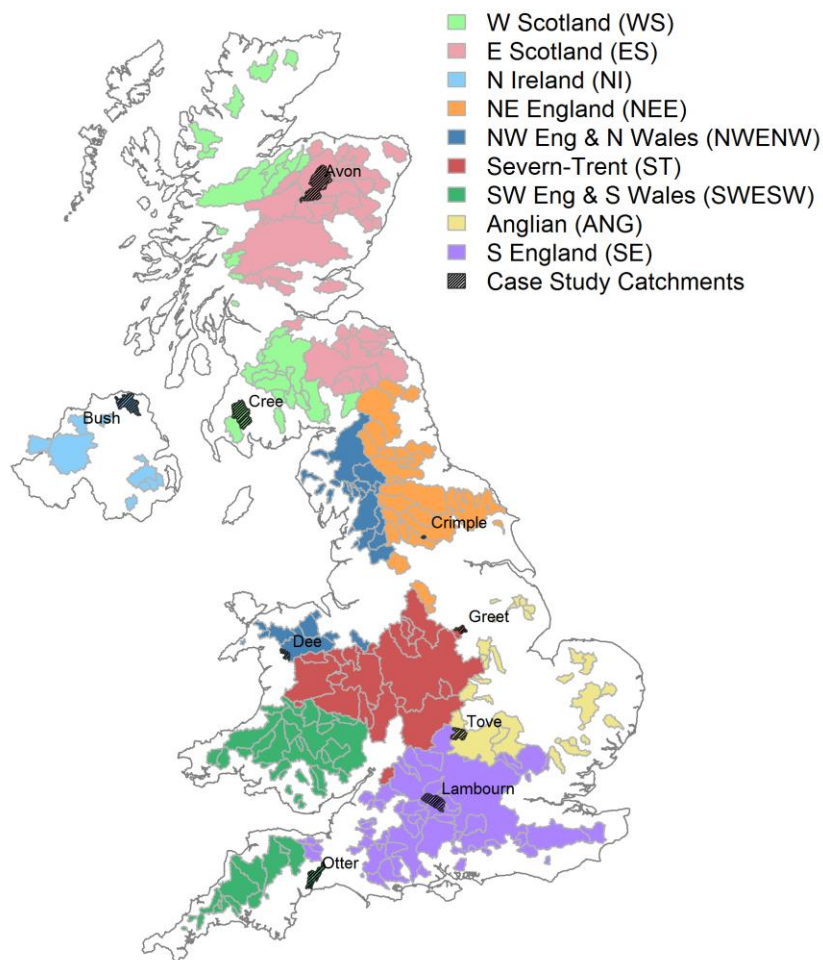 W Scotland (WS)
E Scotland (ES)
N Ireland (NI)
NE England (NEE)
NW Eng & N Wales (NWENW)
Severn-Trent (ST)
SW Eng & S Wales (SWESW)
Anglian (ANG)
S England (SE)
Case Study Catchments
Avon
Cree
Bush
Crimple
Greet
Dee
Tove
Lambourn
Otter